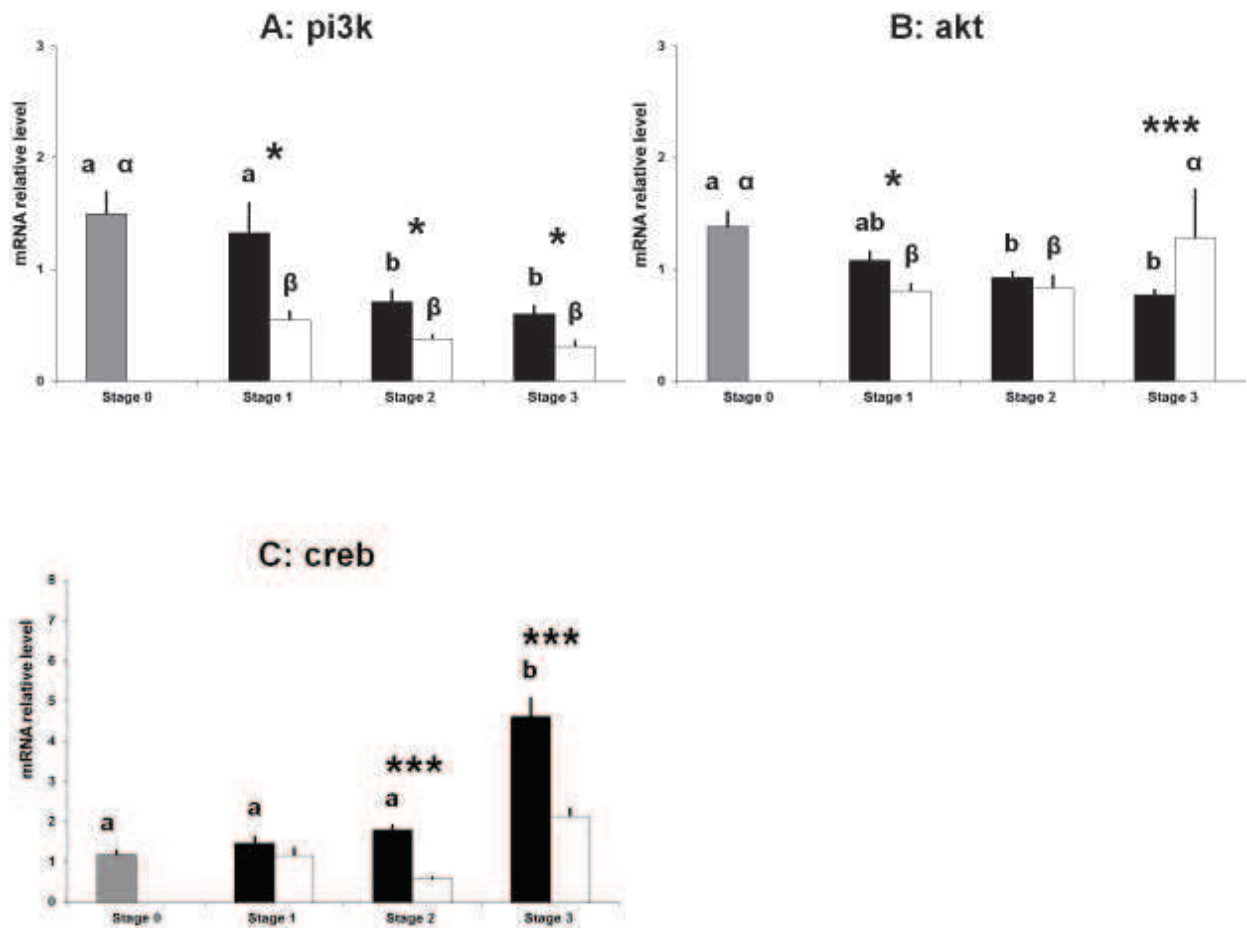 A: pi3k
mRNA relative level
3
2
1
0
a α
a
*
β
b
*
β
b
*
β
Stage 0
Stage 1
Stage 2
Stage 3
B: akt
mRNA relative level
3
2
1
0
a α
ab
*
β
b
β
b
***
α
Stage 0
Stage 1
Stage 2
Stage 3
C: creb
mRNA relative level
8
7
6
5
4
3
2
1
0
a
a
***
a
***
b
Stage 0
Stage 1
Stage 2
Stage 3